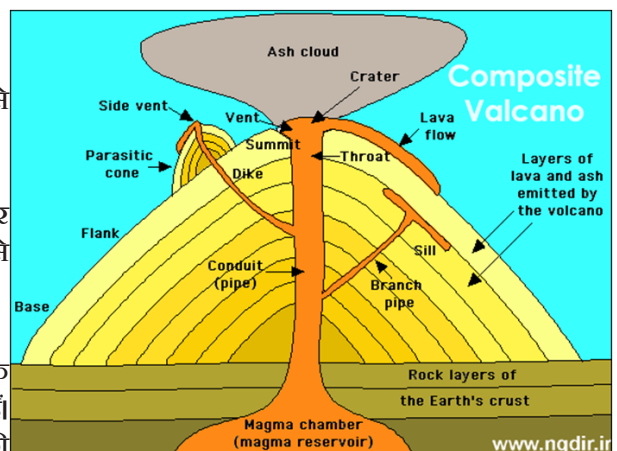 Ash cloud
Crater
Composite
Valcano
Side vent
Vent
Lava
flow
Summit
Throat
Parasitic
cone
Dike
Layers of
lava and ash
emitted by
the volcano
Flank
Sill
Conduit
(pipe)
Branch
pipe
Base
Rock layers of
the Earth's crust
Magma chamber
(magma reservoir)
www.ngdir.ir